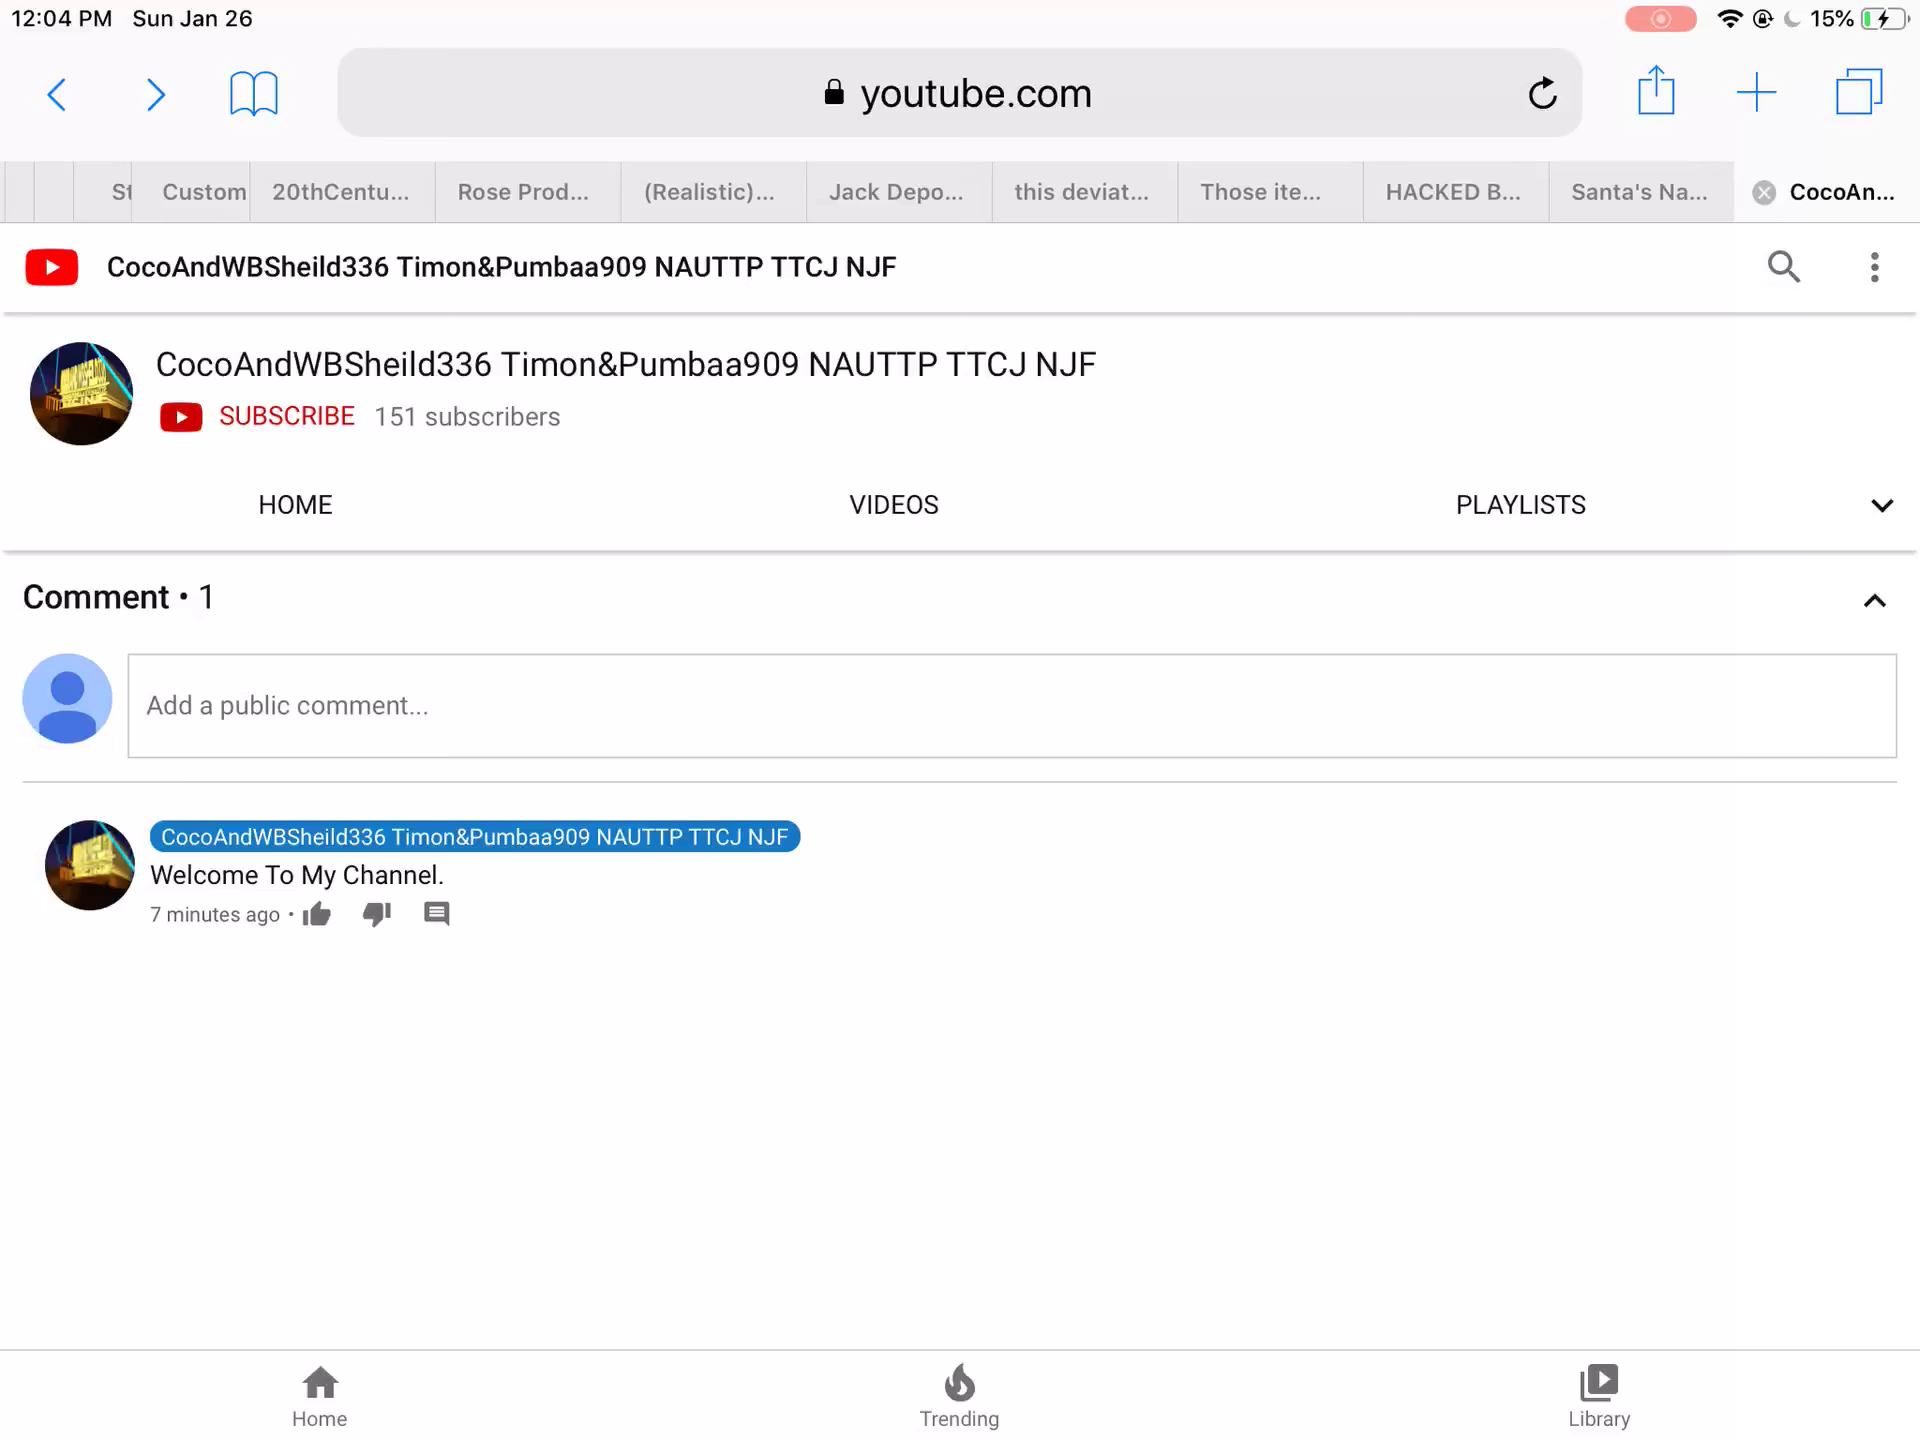 12:04 PM Sun Jan 26 15%
youtube.com
St Custom 20thCentu... Rose Prod... (Realistic)... Jack Depo... this deviat... Those ite... HACKED B... Santa's Na... CocoAn...
CocoAndWBSheild336 Timon&Pumbaa909 NAUTTP TTCJ NJF
CocoAndWBSheild336 Timon&Pumbaa909 NAUTTP TTCJ NJF
SUBSCRIBE 151 subscribers
HOME VIDEOS PLAYLISTS
Comment • 1
Add a public comment...
CocoAndWBSheild336 Timon&Pumbaa909 NAUTTP TTCJ NJF
Welcome To My Channel.
7 minutes ago •
Home Trending Library